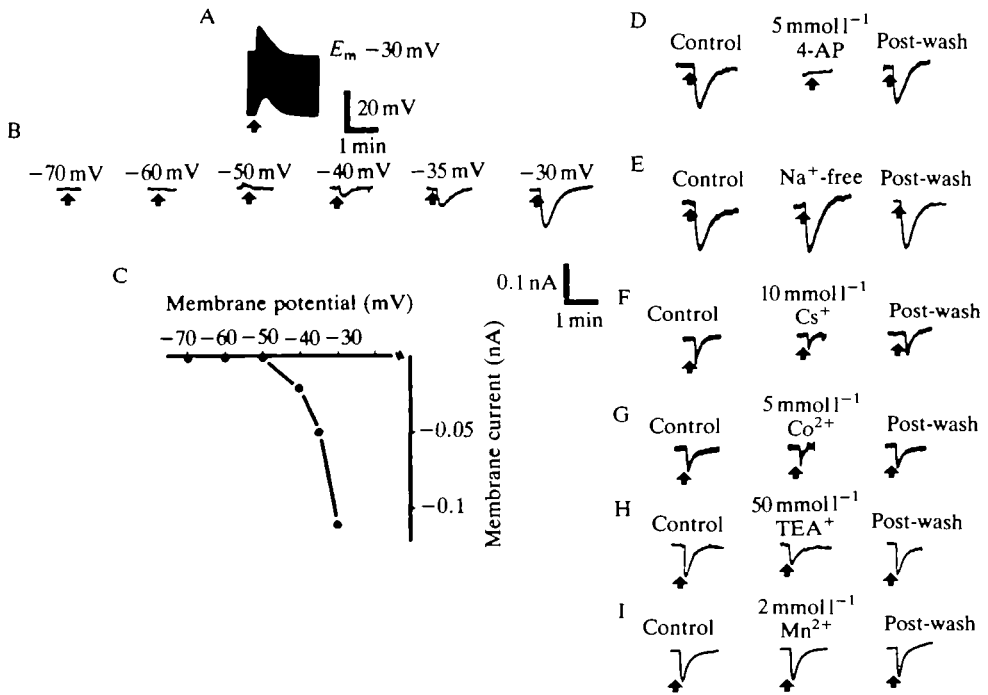 A
E_m −30 mV
20 mV
1 min
B
−70 mV −60 mV −50 mV −40 mV −35 mV −30 mV
0.1 nA
1 min
C
Membrane potential (mV)
−70 −60 −50 −40 −30
−0.05
−0.1
Membrane current (nA)
D
Control
5 mmol l⁻¹
4-AP
Post-wash
E
Control
Na⁺-free
Post-wash
F
Control
10 mmol l⁻¹
Cs⁺
Post-wash
G
Control
5 mmol l⁻¹
Co²⁺
Post-wash
H
Control
50 mmol l⁻¹
TEA⁺
Post-wash
I
Control
2 mmol l⁻¹
Mn²⁺
Post-wash